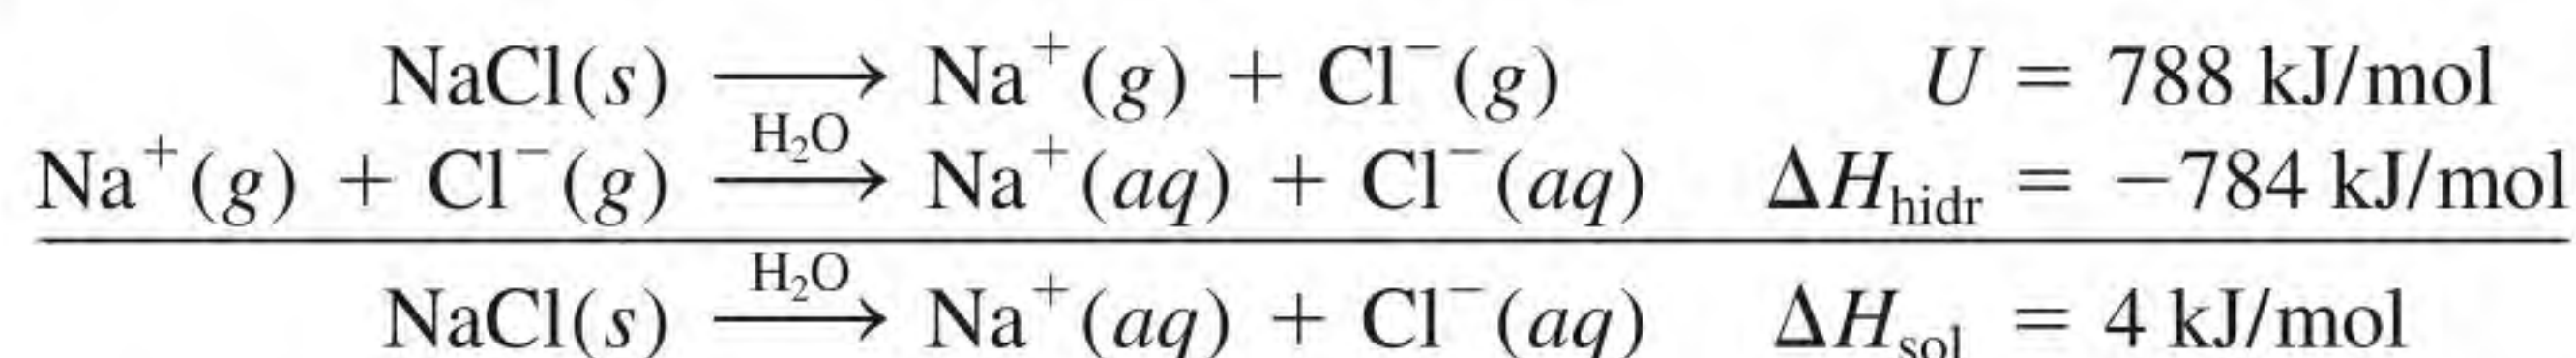 NaCl(s) ⟶ Na⁺(g) + Cl⁻(g) U = 788 kJ/mol
Na⁺(g) + Cl⁻(g) ⟶ Na⁺(aq) + Cl⁻(aq) ΔH_hidr = −784 kJ/mol
H₂O
NaCl(s) ⟶ Na⁺(aq) + Cl⁻(aq) ΔH_sol = 4 kJ/mol
H₂O